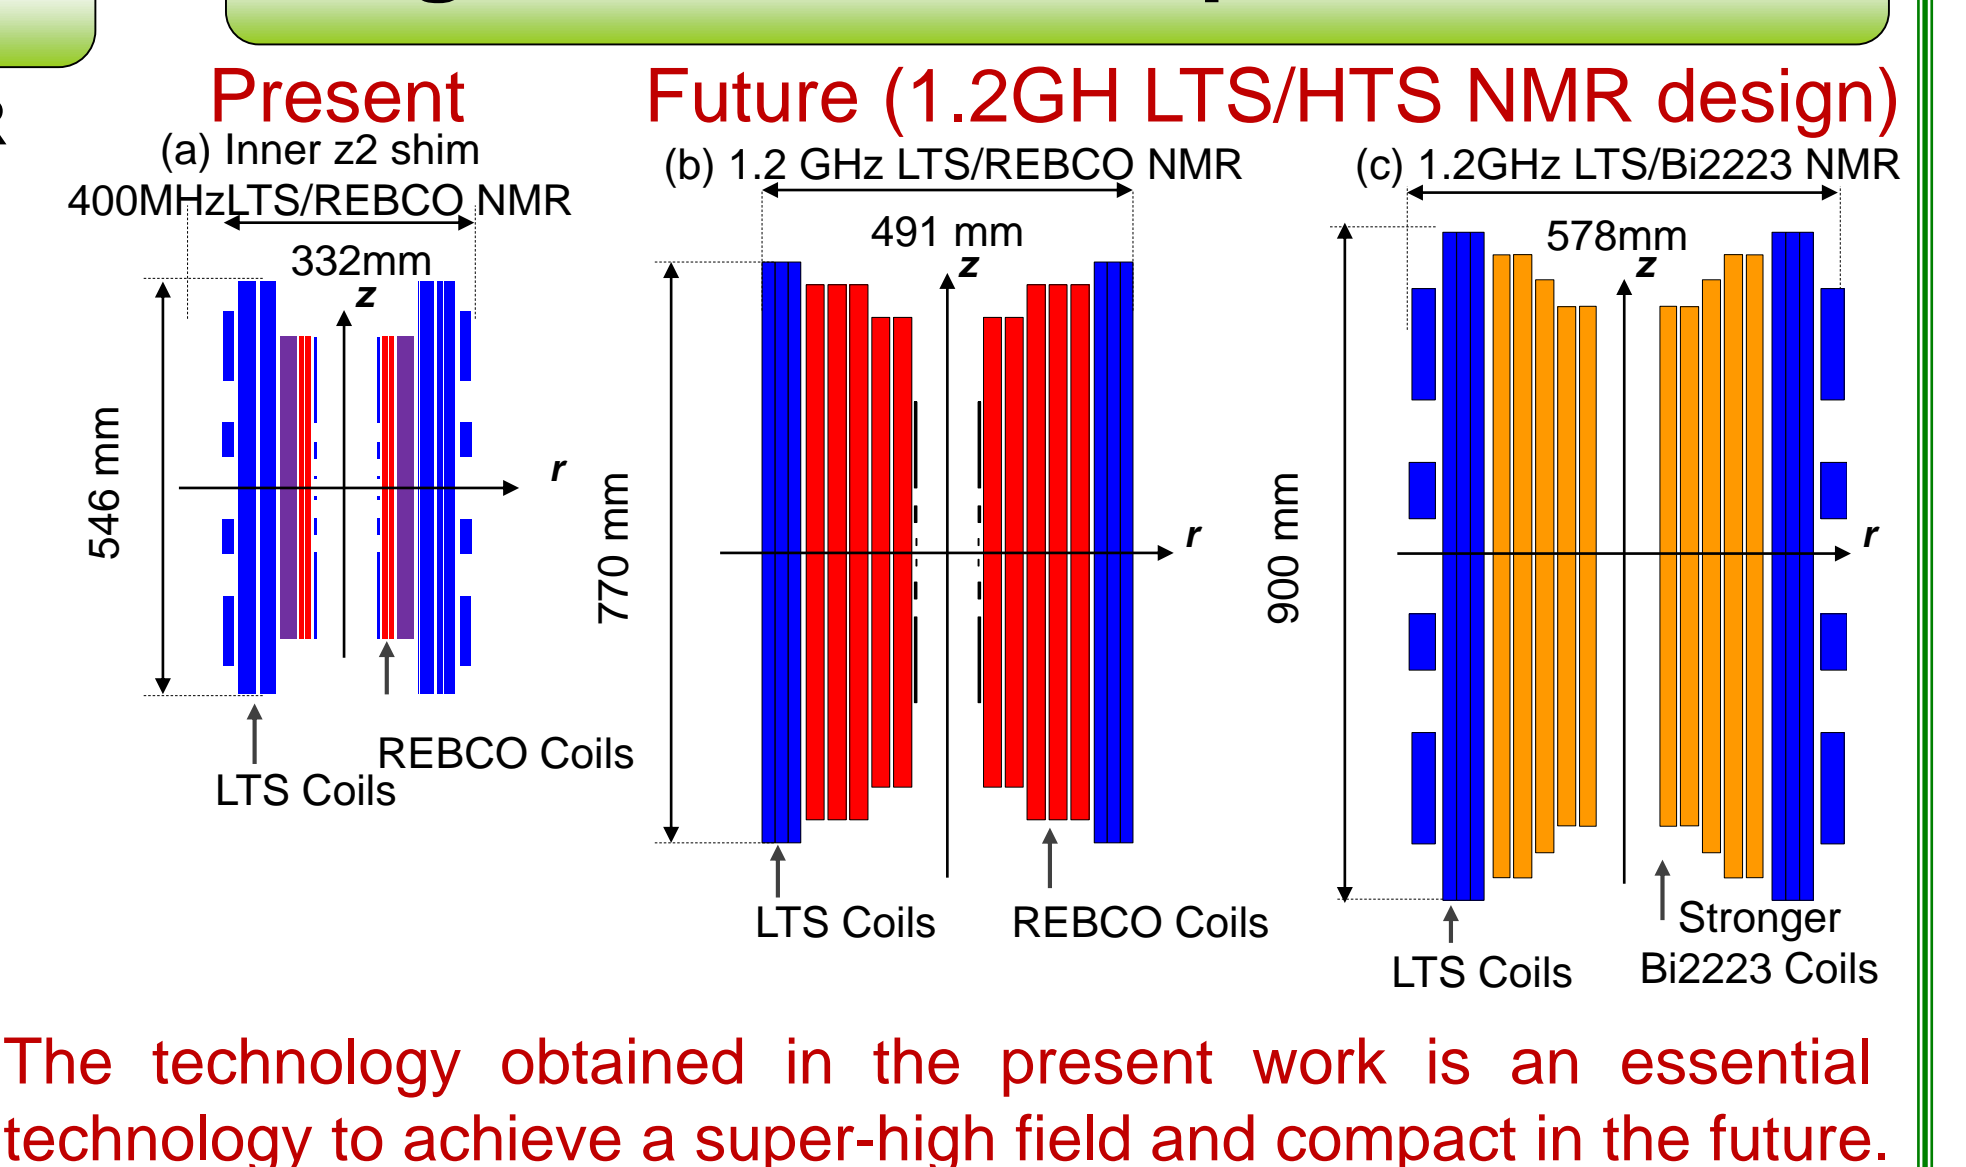 Present
Future (1.2GH LTS/HTS NMR design)
(a) Inner z2 shim
400MHzLTS/REBCO NMR
332mm
z
546 mm
r
LTS Coils
REBCO Coils
(b) 1.2 GHz LTS/REBCO NMR
491 mm
z
770 mm
r
LTS Coils
REBCO Coils
(c) 1.2GHz LTS/Bi2223 NMR
578mm
z
900 mm
r
LTS Coils
Stronger
Bi2223 Coils
The technology obtained in the present work is an essential
technology to achieve a super-high field and compact in the future.